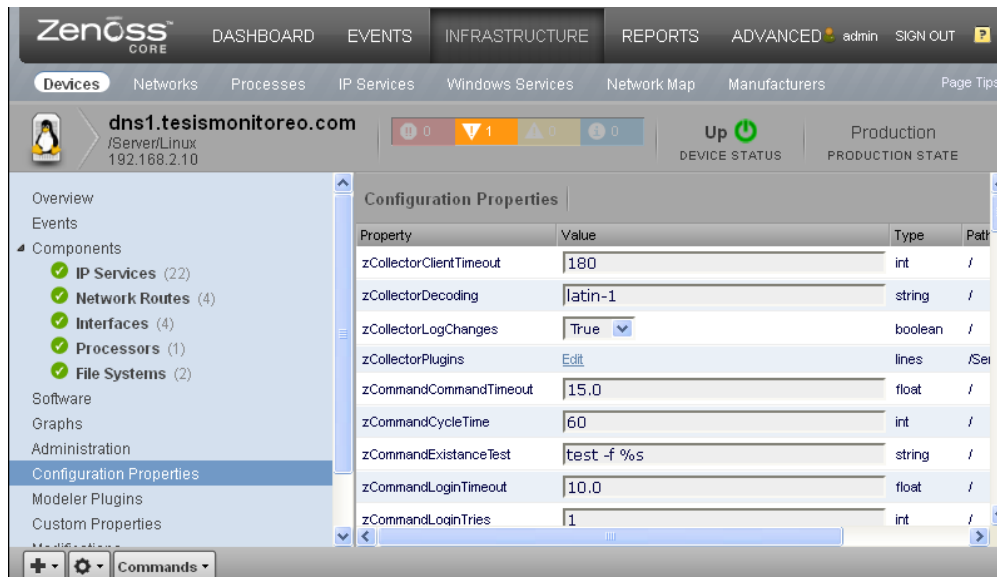 Zenoss™ CORE DASHBOARD EVENTS INFRASTRUCTURE REPORTS ADVANCED admin SIGN OUT ?
Devices Networks Processes IP Services Windows Services Network Map Manufacturers Page Tips
dns1.tesismonitoreo.com
/Server/Linux
192.168.2.10
0 1 0 0
Up
DEVICE STATUS
Production
PRODUCTION STATE
Overview
Events
Components
IP Services (22)
Network Routes (4)
Interfaces (4)
Processors (1)
File Systems (2)
Software
Graphs
Administration
Configuration Properties
Modeler Plugins
Custom Properties
Configuration Properties
Property Value Type Path
zCollectorClientTimeout 180 int /
zCollectorDecoding latin-1 string /
zCollectorLogChanges True boolean /
zCollectorPlugins Edit lines /Ser
zCommandCommandTimeout 15.0 float /
zCommandCycleTime 60 int /
zCommandExistanceTest test -f %s string /
zCommandLoginTimeout 10.0 float /
zCommandLoginTries 1 int /
Commands